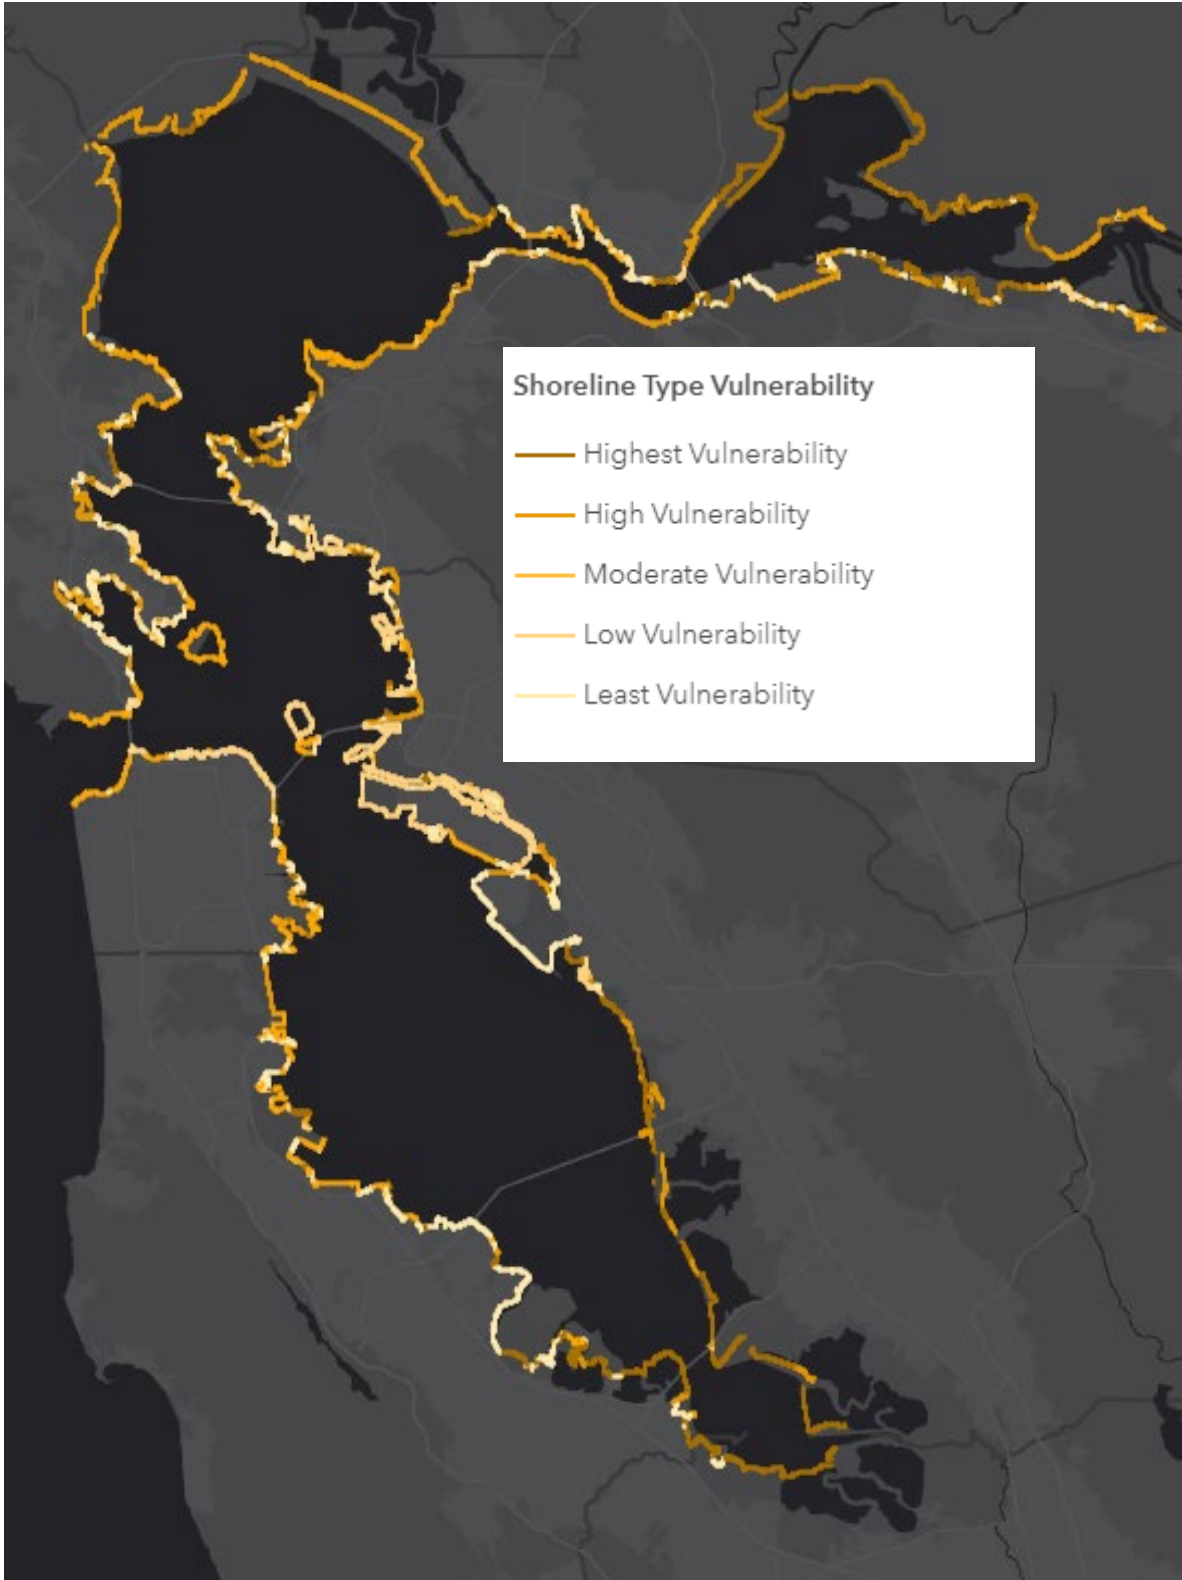 Shoreline Type Vulnerability
Highest Vulnerability
High Vulnerability
Moderate Vulnerability
Low Vulnerability
Least Vulnerability